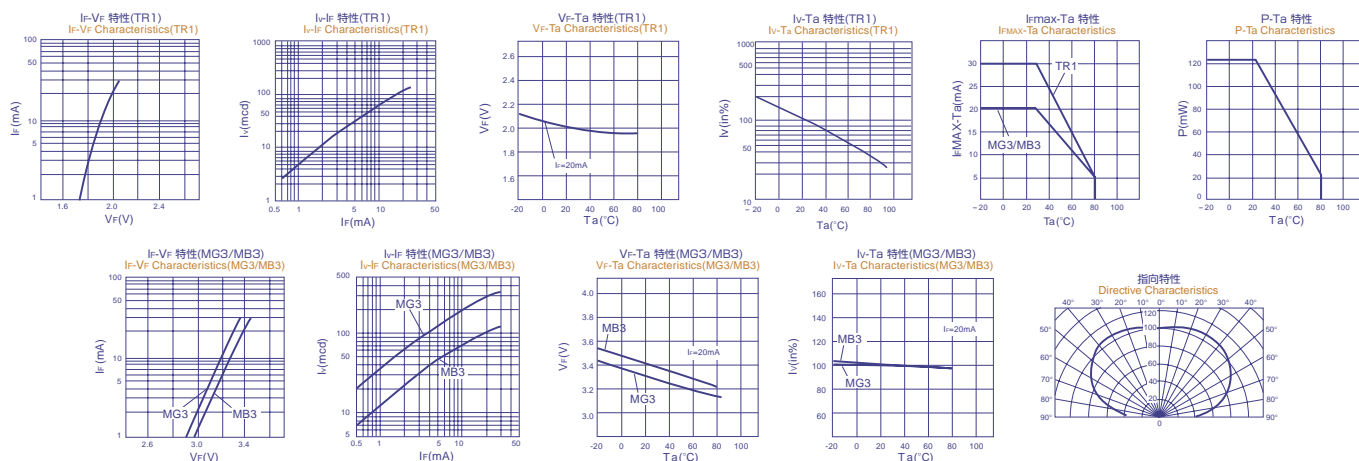 IF-VF 特性(TR1)
IF-VF Characteristics(TR1)
100
50
10
5
1
IF(mA)
1.6 2.0 2.4
VF(V)
IV-IF 特性(TR1)
IV-IF Characteristics(TR1)
1000
500
100
50
10
5
1
IV(mcd)
0.5 1 5 10 50
IF(mA)
VF-Ta 特性(TR1)
VF-Ta Characteristics(TR1)
2.6
2.4
2.2
2.0
1.8
1.6
VF(V)
IF=20mA
-20 0 20 40 60 80 100
Ta(°C)
IV-Ta 特性(TR1)
IV-Ta Characteristics(TR1)
1000
500
100
50
10
IV(in%)
-20 0 20 40 60 80 100
Ta(°C)
IFmax-Ta 特性
IFMAX-Ta Characteristics
30
25
20
15
10
5
IFMAX-Ta(mA)
TR1
MG3/MB3
-20 0 20 40 60 80 100
Ta(°C)
P-Ta 特性
P-Ta Characteristics
120
100
80
60
40
20
0
P(mW)
-20 0 20 40 60 80 100
Ta(°C)
IF-VF 特性(MG3/MB3)
IF-VF Characteristics(MG3/MB3)
100
50
10
5
1
IF(mA)
MG3 MB3
2.6 3.0 3.4
VF(V)
IV-IF 特性(MG3/MB3)
IV-IF Characteristics(MG3/MB3)
500
100
50
10
5
IV(mcd)
MG3
MB3
0.5 1 5 10 50
IF(mA)
VF-Ta 特性(MG3/MB3)
VF-Ta Characteristics(MG3/MB3)
4.0
3.8
3.6
3.4
3.2
3.0
VF(V)
MB3
IF=20mA
MG3
-20 0 20 40 60 80 100
Ta(°C)
IV-Ta 特性(MG3/MB3)
IV-Ta Characteristics(MG3/MB3)
160
140
120
100
80
60
IV(in%)
IF=20mA
MB3
MG3
-20 0 20 40 60 80 100
Ta(°C)
指向特性
Directive Characteristics
40° 30° 20° 10° 0° 10° 20° 30° 40°
50° 50°
60° 60°
70° 70°
80° 80°
90° 90°
120
100
80
60
40
20
0